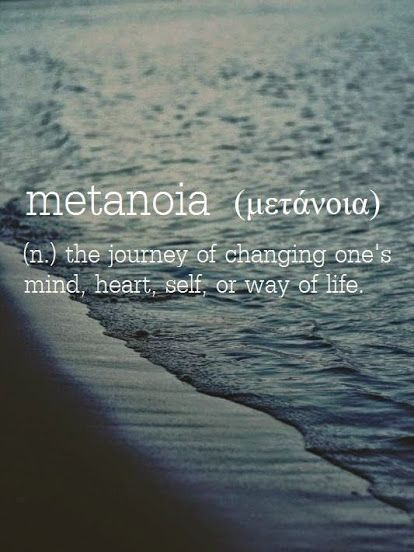 metanoia (μετάνοια)
(n.) the journey of changing one's
mind, heart, self, or way of life.